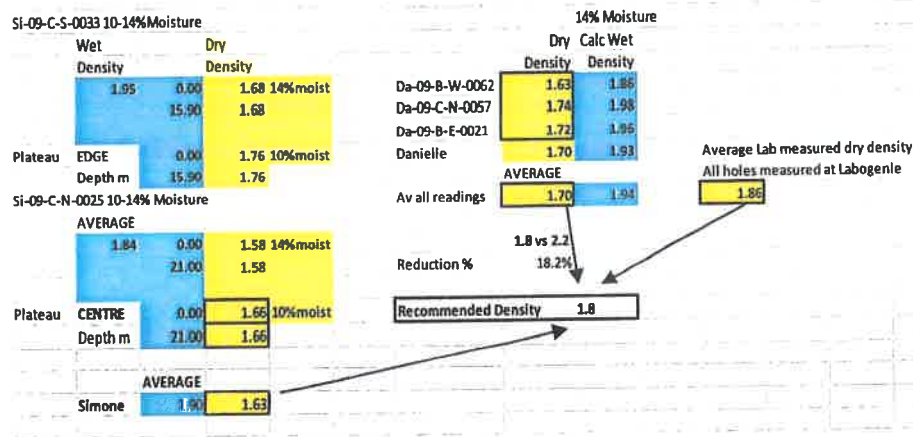 Si-09-C-S-0033 10-14%Moisture
Wet Dry
Density Density
1.95 0.00 1.68 14%moist
15.90 1.68
Plateau EDGE 0.00 1.76 10%moist
Depth m 15.90 1.76
Si-09-C-N-0025 10-14% Moisture
AVERAGE
1.84 0.00 1.58 14%moist
21.00 1.58
Plateau CENTRE 0.00 1.66 10%moist
Depth m 21.00 1.66
AVERAGE
Simone 1.90 1.63
14% Moisture
Dry Calc Wet
Density Density
Da-09-B-W-0062 1.63 1.86
Da-09-C-N-0057 1.74 1.98
Da-09-B-E-0021 1.72 1.96
Danielle 1.70 1.93
AVERAGE
Av all readings 1.70 1.94
1.8 vs 2.2
Reduction % 18.2%
Recommended Density 1.8
Average Lab measured dry density
All holes measured at Labogenie
1.86